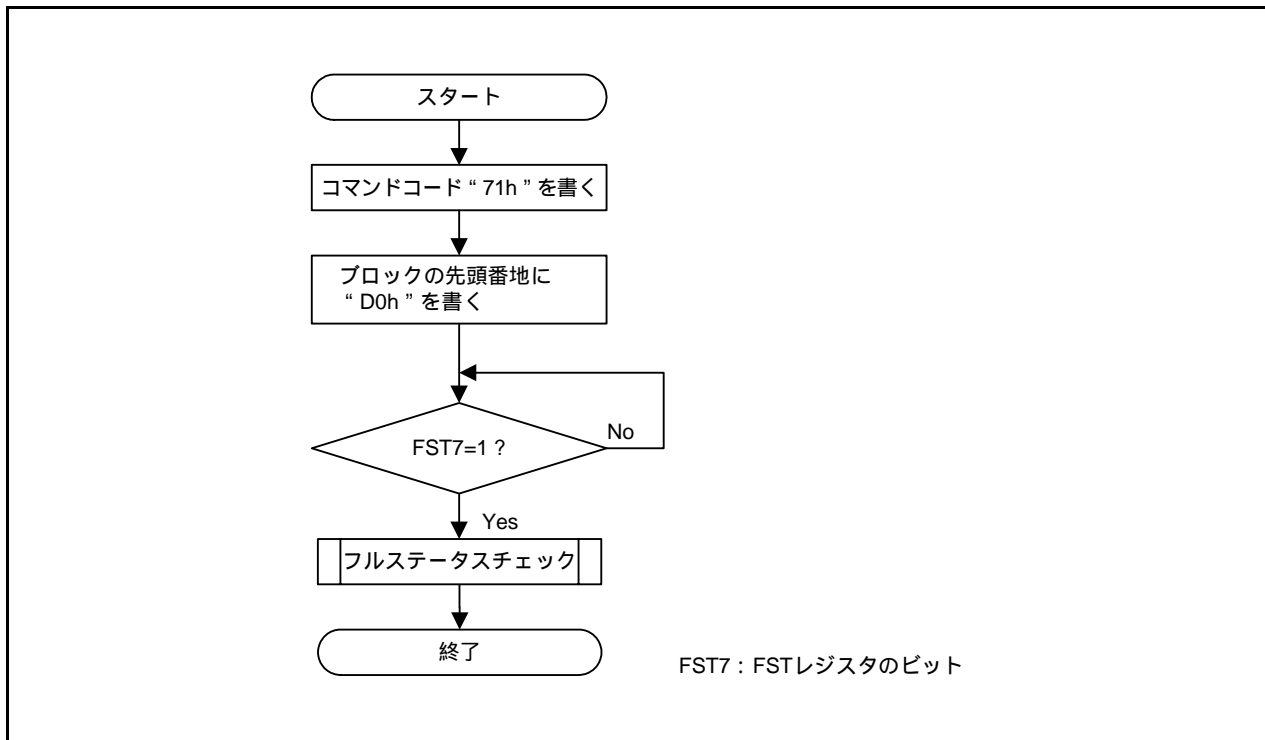 スタート
コマンドコード“ 71h ”を書く
ブロックの先頭番地に
“ D0h ”を書く
FST7=1 ?
No
Yes
フルステータスチェック
終了
FST7 : FSTレジスタのビット